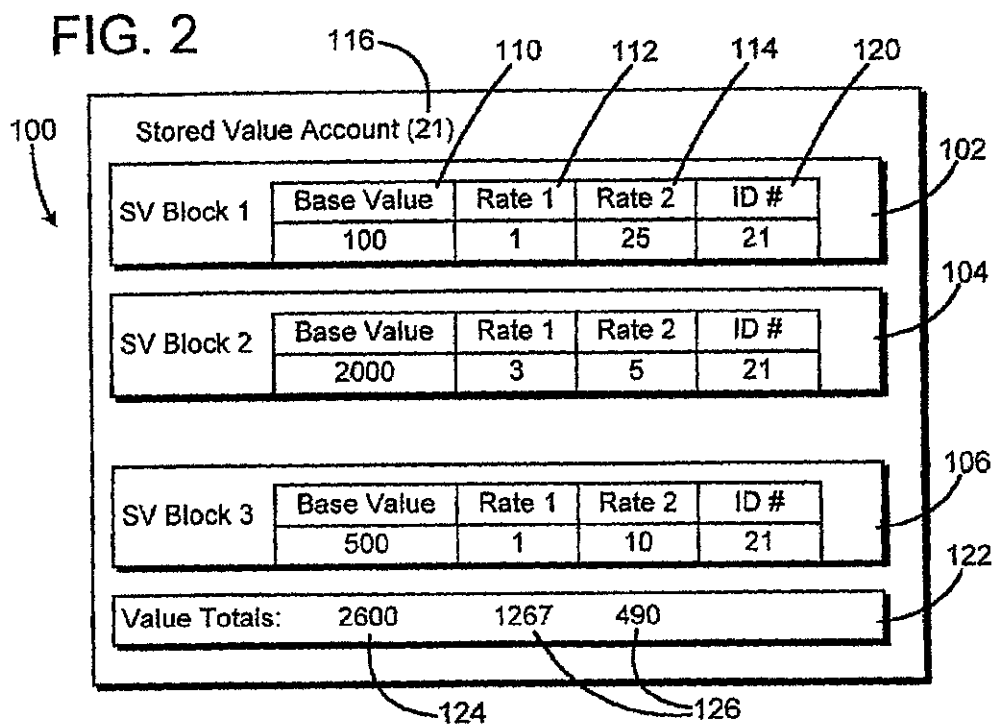 FIG. 2
116
110
112
114
120
100
Stored Value Account (21)
102
SV Block 1
Base Value Rate 1 Rate 2 ID #
100 1 25 21
104
SV Block 2
Base Value Rate 1 Rate 2 ID #
2000 3 5 21
106
SV Block 3
Base Value Rate 1 Rate 2 ID #
500 1 10 21
122
Value Totals: 2600 1267 490
124
126